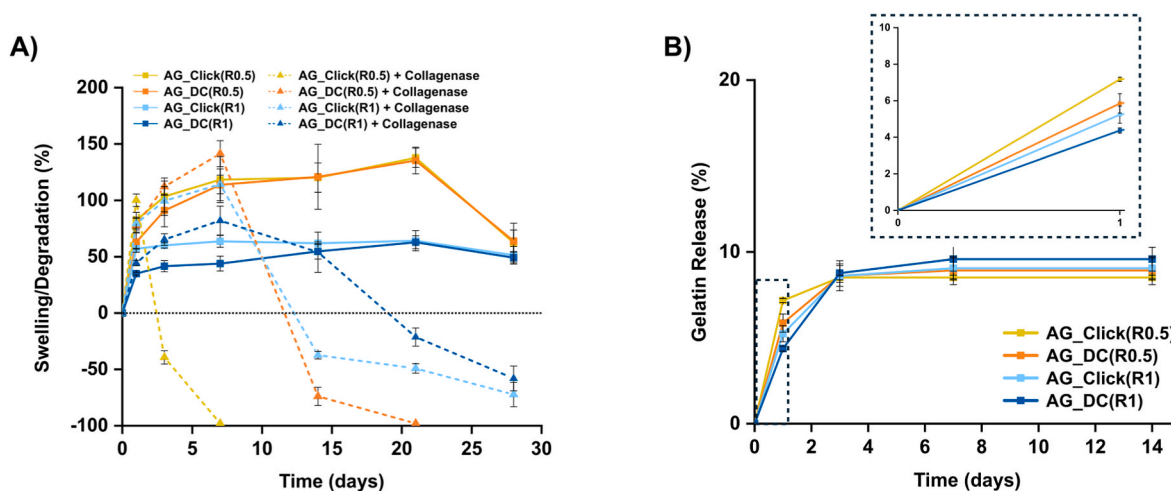 A)
AG_Click(R0.5)
AG_DC(R0.5)
AG_Click(R1)
AG_DC(R1)
AG_Click(R0.5) + Collagenase
AG_DC(R0.5) + Collagenase
AG_Click(R1) + Collagenase
AG_DC(R1) + Collagenase
Swelling/Degradation (%)
200
150
100
50
0
-50
-100
0 5 10 15 20 25 30
Time (days)
B)
Gelatin Release (%)
20
10
0
0 2 4 6 8 10 12 14
Time (days)
10
8
6
4
2
0
0 1
AG_Click(R0.5)
AG_DC(R0.5)
AG_Click(R1)
AG_DC(R1)